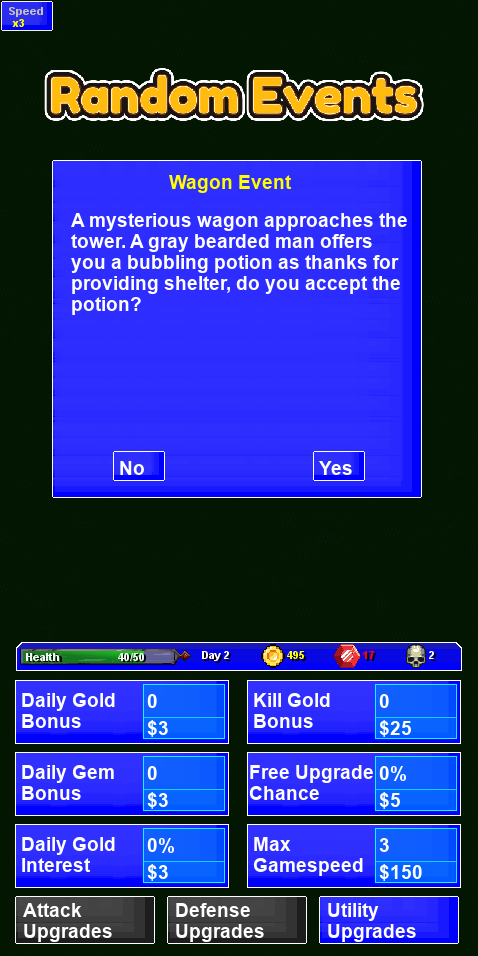 Speed
x3
Random Events
Wagon Event
A mysterious wagon approaches the
tower. A gray bearded man offers
you a bubbling potion as thanks for
providing shelter, do you accept the
potion?
No
Yes
Health 40/50 Day 2 495 17 2
Daily Gold
Bonus
0
$3
Kill Gold
Bonus
0
$25
Daily Gem
Bonus
0
$3
Free Upgrade
Chance
0%
$5
Daily Gold
Interest
0%
$3
Max
Gamespeed
3
$150
Attack
Upgrades
Defense
Upgrades
Utility
Upgrades